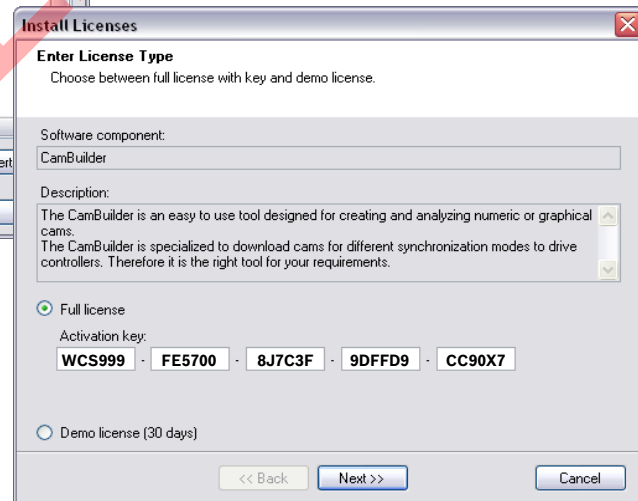 Install Licenses
Enter License Type
Choose between full license with key and demo license.
Software component:
CamBuilder
ert
Description:
The CamBuilder is an easy to use tool designed for creating and analyzing numeric or graphical
cams.
The CamBuilder is specialized to download cams for different synchronization modes to drive
controllers. Therefore it is the right tool for your requirements.
Full license
Activation key:
WCS999 - FE5700 - 8J7C3F - 9DFFD9 - CC90X7
Demo license (30 days)
<< Back Next >> Cancel